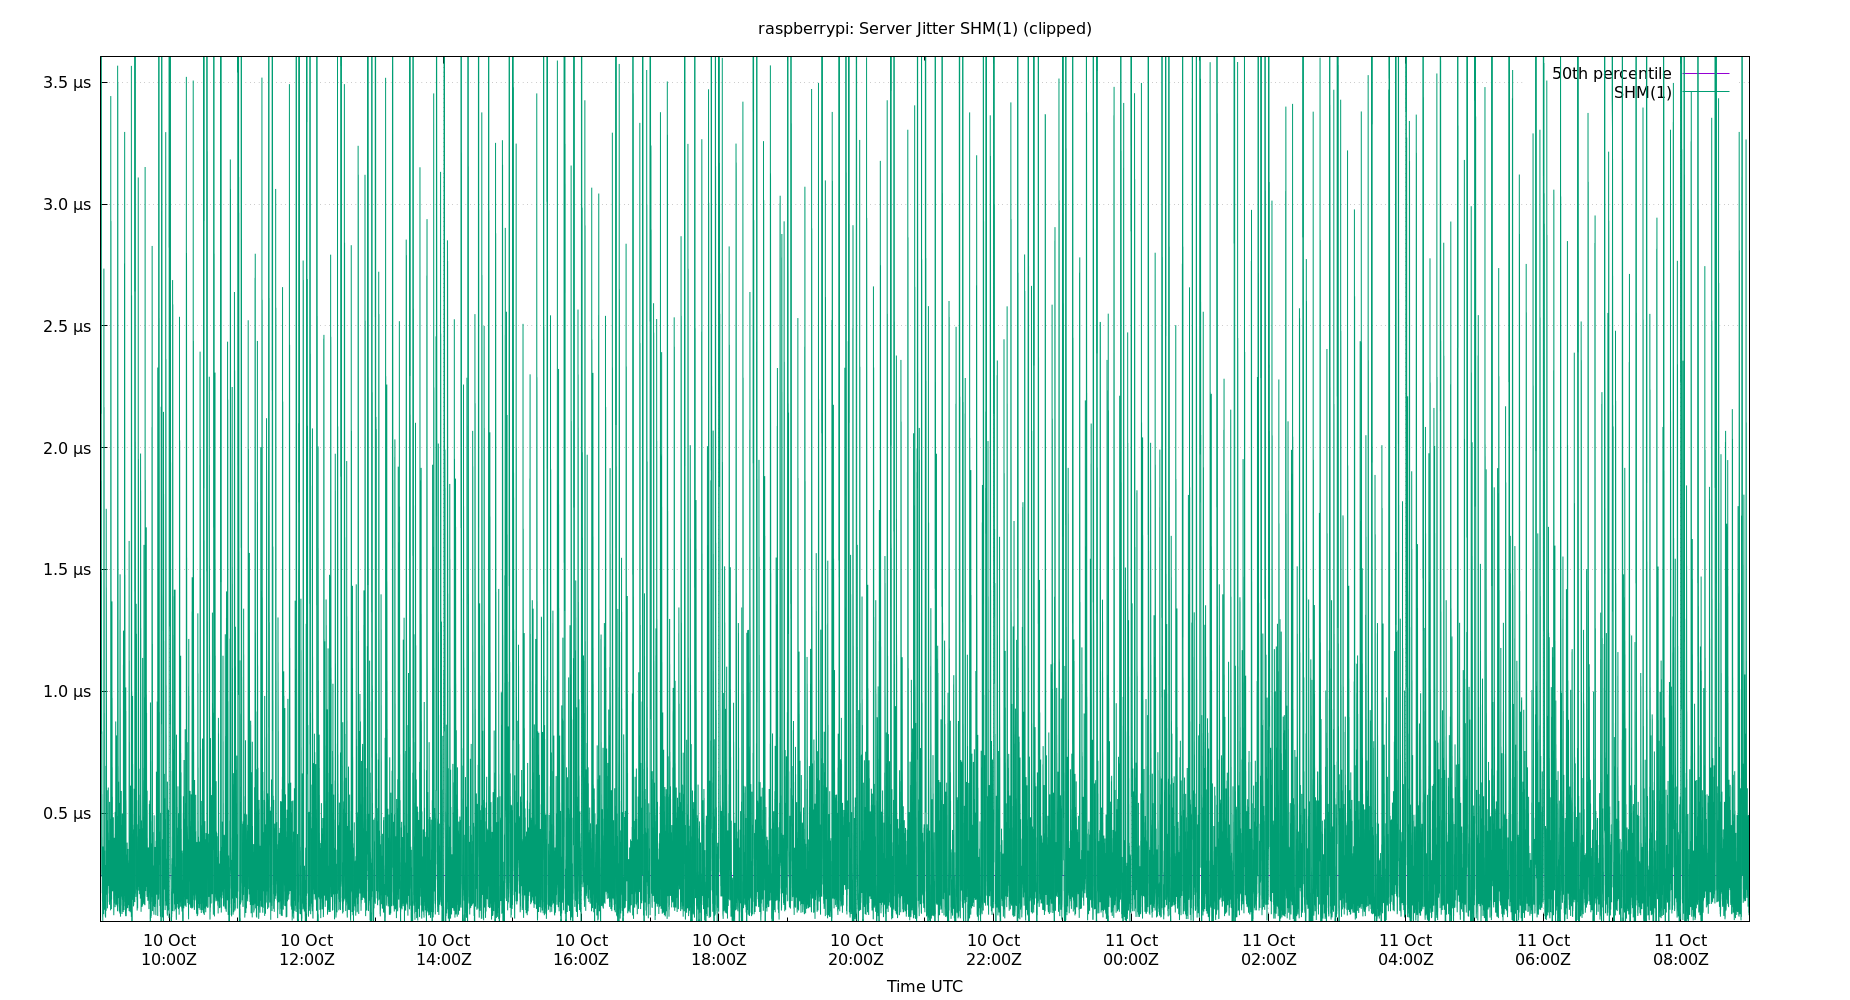 raspberrypi: Server Jitter SHM(1) (clipped)
50th percentile
SHM(1)
3.5 µs
3.0 µs
2.5 µs
2.0 µs
1.5 µs
1.0 µs
0.5 µs
10 Oct 10 Oct 10 Oct 10 Oct 10 Oct 10 Oct 10 Oct 11 Oct 11 Oct 11 Oct 11 Oct 11 Oct
10:00Z 12:00Z 14:00Z 16:00Z 18:00Z 20:00Z 22:00Z 00:00Z 02:00Z 04:00Z 06:00Z 08:00Z
Time UTC